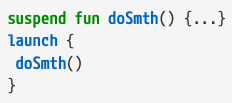 suspend fun doSmth() {...}
launch {
 doSmth()
}